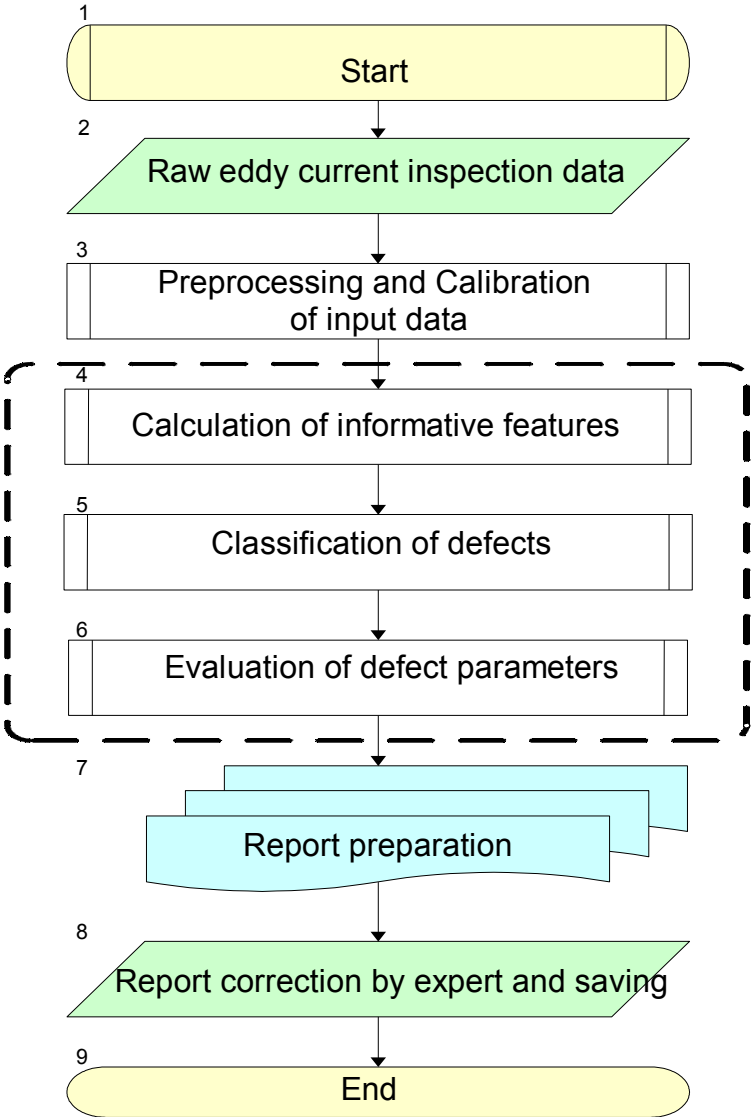 1
Start
2
Raw eddy current inspection data
3
Preprocessing and Calibration
of input data
4
Calculation of informative features
5
Classification of defects
6
Evaluation of defect parameters
7
Report preparation
8
Report correction by expert and saving
9
End